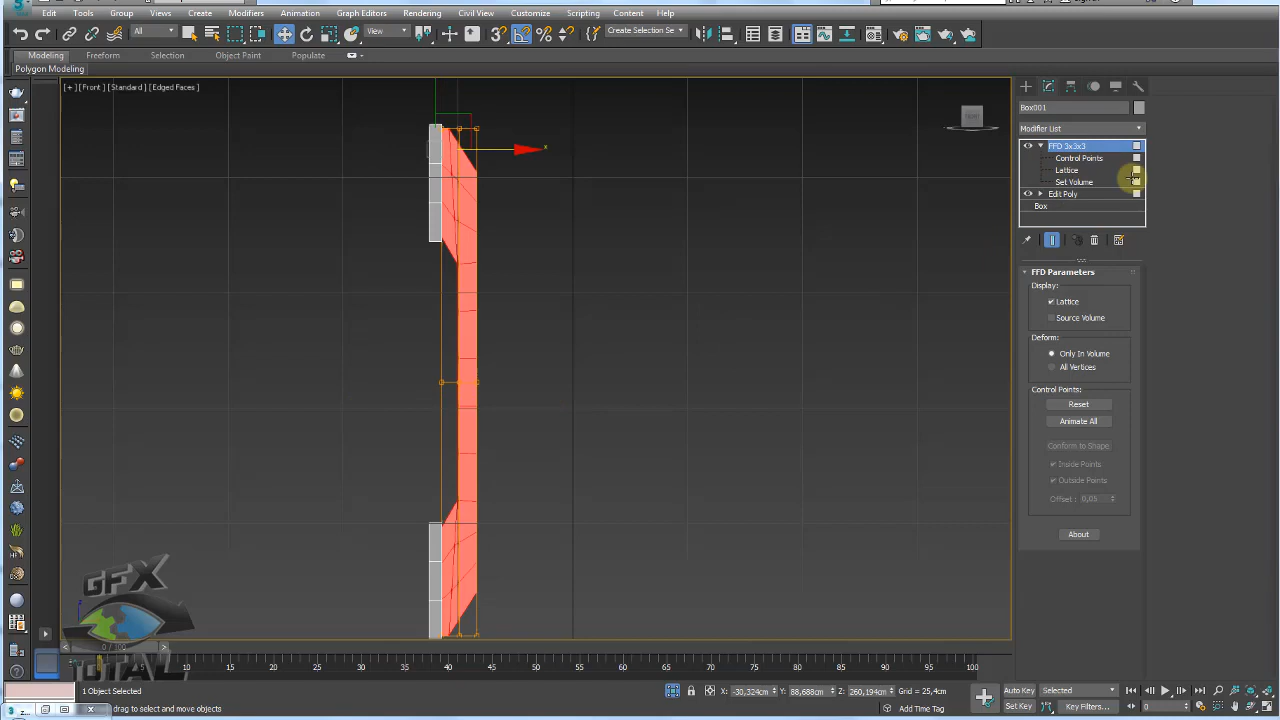 Edit Tools Group Views Create Modifiers Animation Graph Editors Rendering Civil View Customize Scripting Content Help
All View Create Selection Se
Modeling Freeform Selection Object Paint Populate
Polygon Modeling
[+] [Front] [Standard] [Edged Faces]
FRONT
x
z
Box001
Modifier List
FFD 3x3x3
Control Points
Lattice
Set Volume
Edit Poly
Box
FFD Parameters
Display:
Lattice
Source Volume
Deform:
Only In Volume
All Vertices
Control Points:
Reset
Animate All
Conform to Shape
Inside Points
Outside Points
Offset : 0,05
About
GFX
TOTAL
0 / 100
15 20 25 30 35 40 45 50 55 60 65 70 75 80 85 90 95 100
1 Object Selected X: -30,324cm Y: 88,688cm Z: 260,194cm Grid = 25,4cm Auto Key Selected
drag to select and move objects Add Time Tag Set Key Key Filters... 0